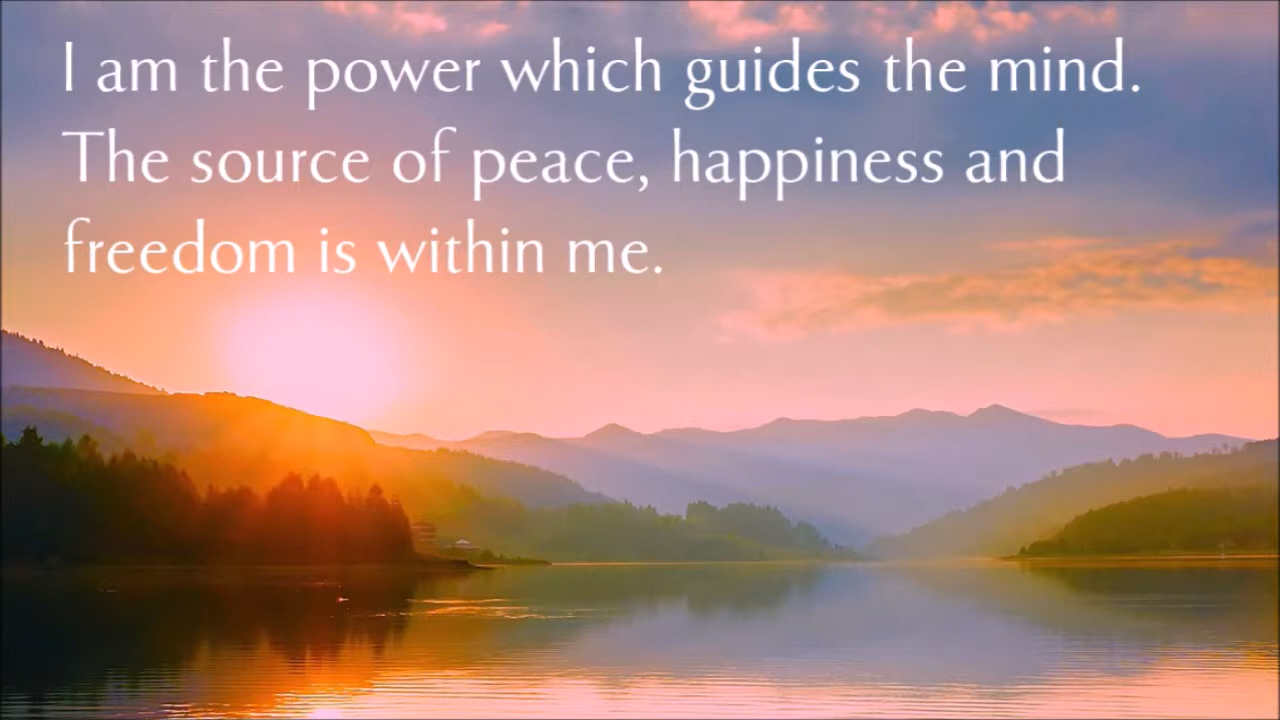 I am the power which guides the mind.
The source of peace, happiness and
freedom is within me.